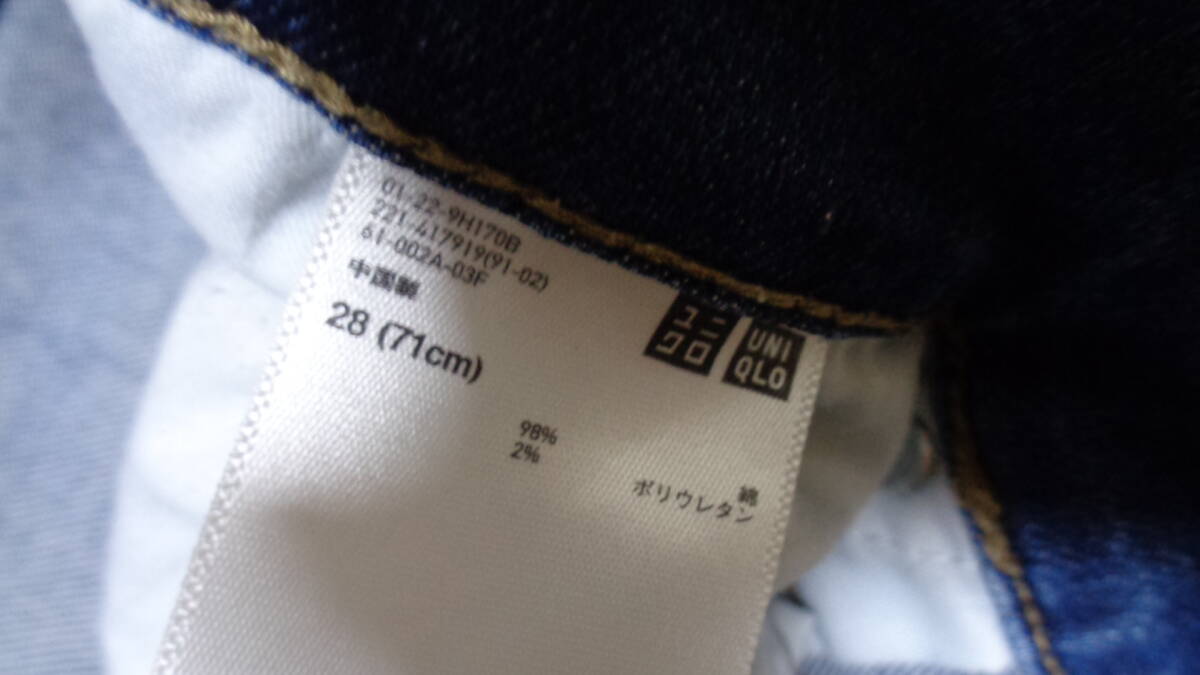 01-22-9H170B
221-417919(91-02)
61-002A-03F
中国製
28 (71cm)
ユニ
クロ
UNI
QLO
98% 綿
2% ポリウレタン